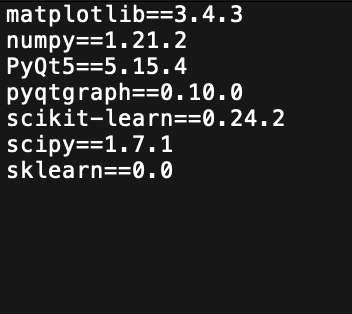 matplotlib==3.4.3
numpy==1.21.2
PyQt5==5.15.4
pyqtgraph==0.10.0
scikit-learn==0.24.2
scipy==1.7.1
sklearn==0.0